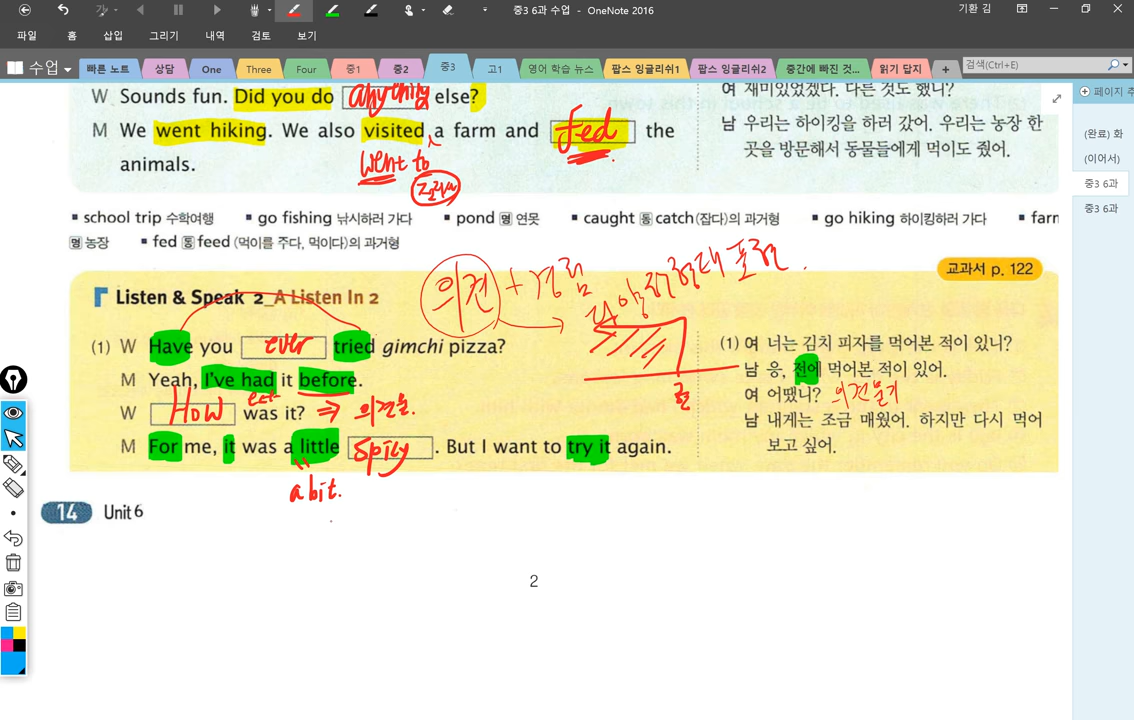 중3 6과 수업 - OneNote 2016
기환 김
파일 홈 삽입 그리기 내역 검토 보기
수업 빠른 노트 상담 One Three Four 중1 중2 중3 고1 영어 학습 뉴스 팝스 잉글리쉬1 팝스 잉글리쉬2 중간에 빠진 것... 읽기 답지 + 검색(Ctrl+E)
페이지 추
(완료) 화
(이어서)
중3 6과
중3 6과
W Sounds fun. Did you do anything else?
M We went hiking. We also visited a farm and fed the
animals.
went to
여 재미있었겠다. 다른 것도 했니?
남 우리는 하이킹을 하러 갔어. 우리는 농장 한
곳을 방문해서 동물들에게 먹이도 줬어.
▪ school trip 수학여행 ▪ go fishing 낚시하러 가다 ▪ pond 명 연못 ▪ caught 동 catch(잡다)의 과거형 ▪ go hiking 하이킹하러 가다 ▪ farm
명 농장 ▪ fed 동 feed (먹이를 주다, 먹이다)의 과거형
교과서 p. 122
Listen & Speak 2_A Listen In 2
의견 + 경험
(1) W Have you ever tried gimchi pizza?
M Yeah, I've had it before.
W How was it? ⇒ 의견을.
M For me, it was a little spicy. But I want to try it again.
a bit.
(1) 여 너는 김치 피자를 먹어본 적이 있니?
남 응, 전에 먹어본 적이 있어.
여 어땠니? 의견묻기
남 내게는 조금 매웠어. 하지만 다시 먹어
보고 싶어.
14 Unit 6
2